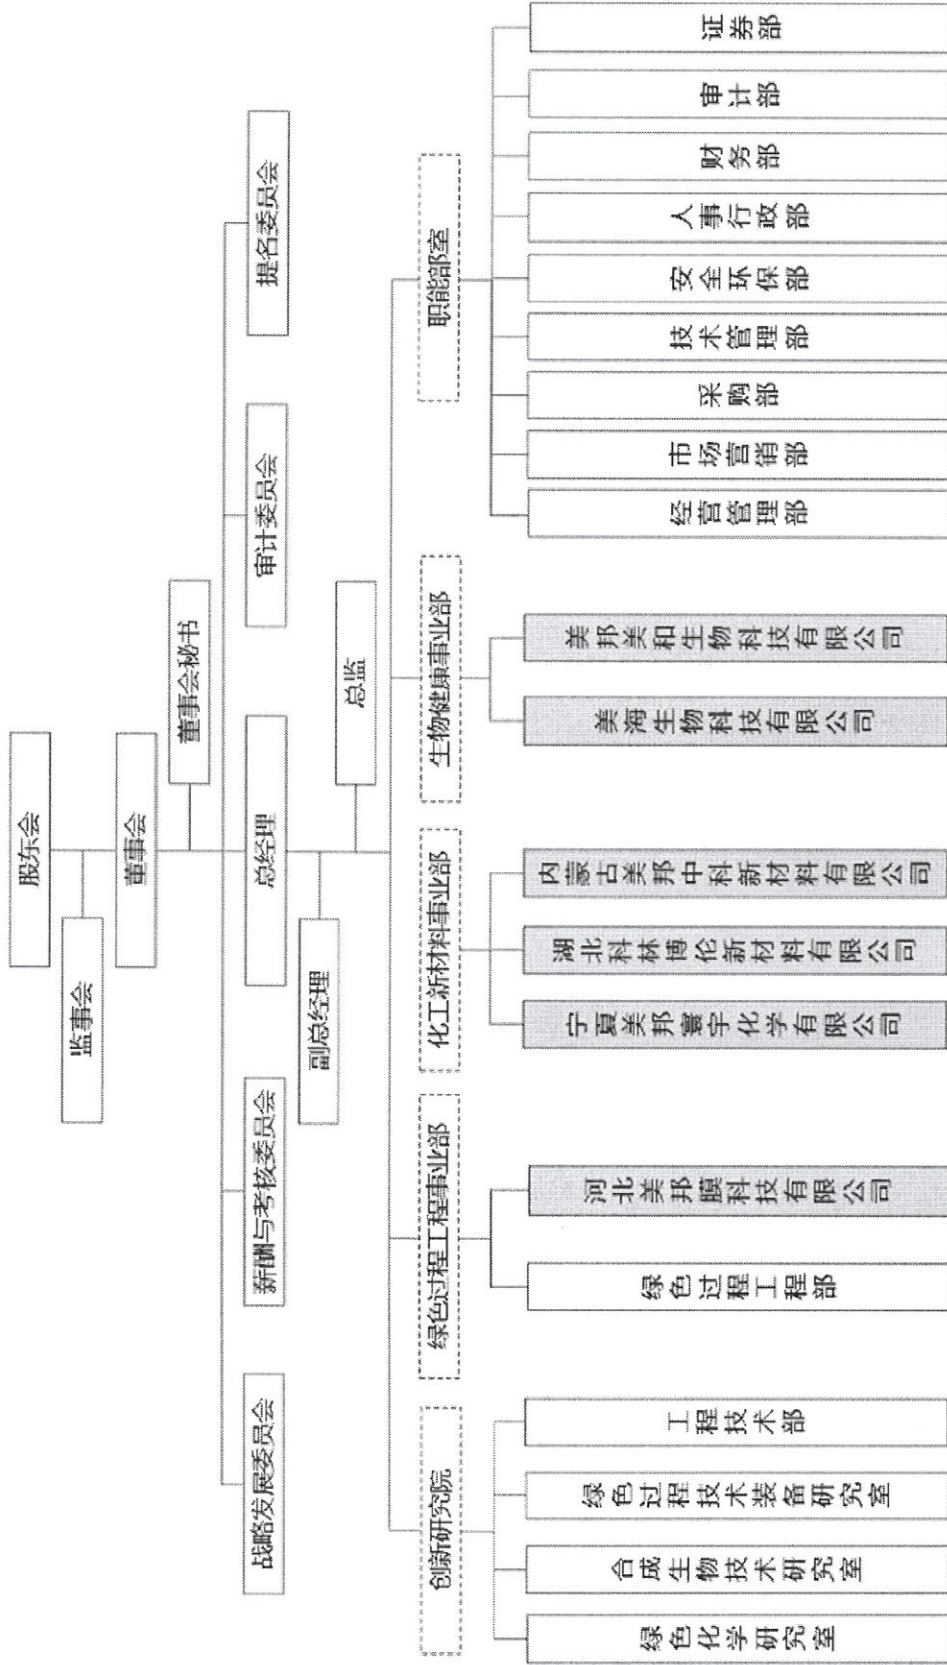 股东会
监事会
董事会
董事会秘书
战略发展委员会
薪酬与考核委员会
总经理
审计委员会
提名委员会
副总经理
总监
创新研究院
绿色过程工程事业部
化工新材料事业部
生物健康事业部
职能部室
绿色化学研究室
合成生物技术研究室
绿色过程技术装备研究室
工程技术部
绿色过程工程部
河北美邦膜科技有限公司
宁夏美邦寰宇化学有限公司
湖北科林博伦新材料有限公司
内蒙古美邦中科新材料有限公司
美海生物科技有限公司
美邦美和生物科技有限公司
经营管理部
市场营销部
采购部
技术管理部
安全环保部
人事行政部
财务部
审计部
证券部